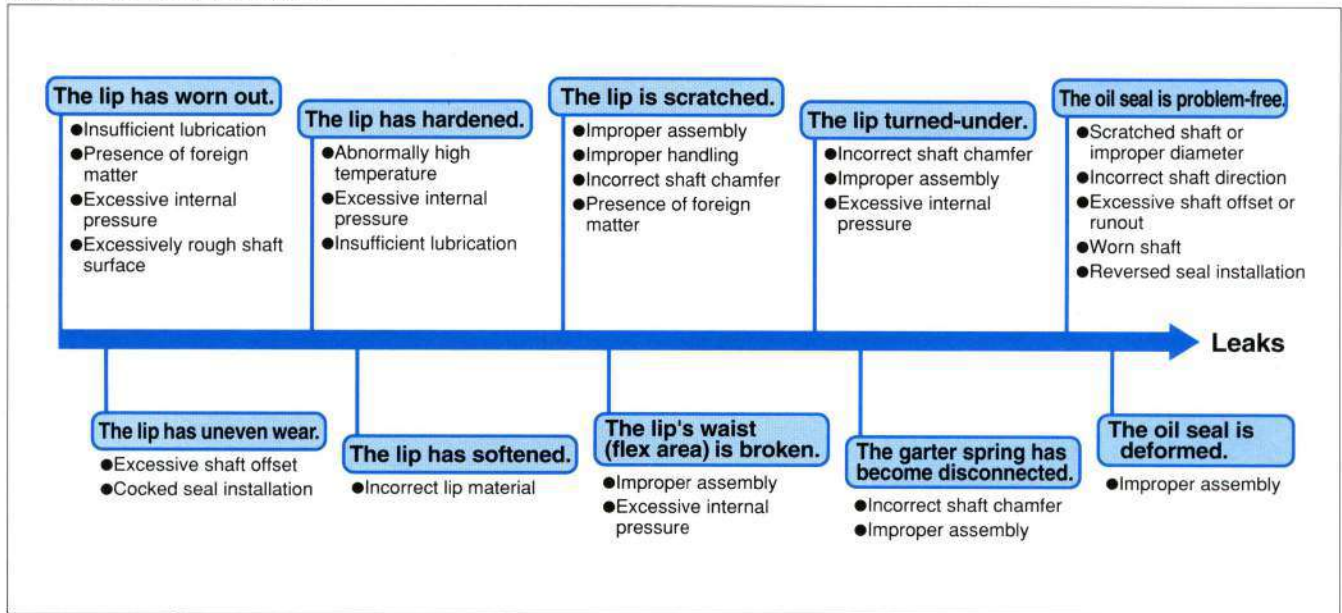 The lip has worn out.
●Insufficient lubrication
●Presence of foreign
matter
●Excessive internal
pressure
●Excessively rough shaft
surface
The lip has hardened.
●Abnormally high
temperature
●Excessive internal
pressure
●Insufficient lubrication
The lip is scratched.
●Improper assembly
●Improper handling
●Incorrect shaft chamfer
●Presence of foreign
matter
The lip turned-under.
●Incorrect shaft chamfer
●Improper assembly
●Excessive internal
pressure
The oil seal is problem-free.
●Scratched shaft or
improper diameter
●Incorrect shaft direction
●Excessive shaft offset or
runout
●Worn shaft
●Reversed seal installation
Leaks
The lip has uneven wear.
●Excessive shaft offset
●Cocked seal installation
The lip has softened.
●Incorrect lip material
The lip's waist
(flex area) is broken.
●Improper assembly
●Excessive internal
pressure
The garter spring has
become disconnected.
●Incorrect shaft chamfer
●Improper assembly
The oil seal is
deformed.
●Improper assembly